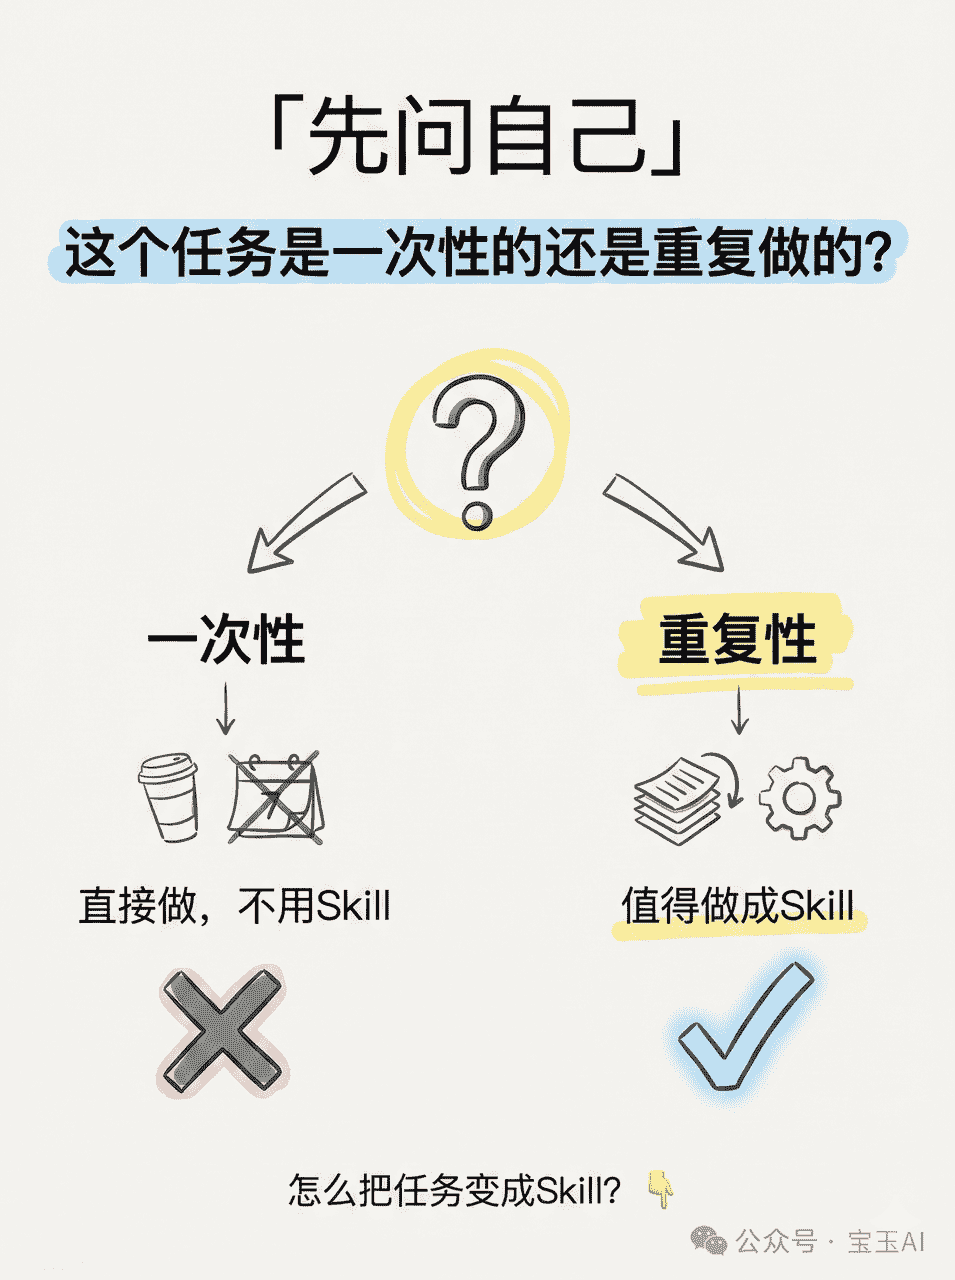 「先问自己」
这个任务是一次性的还是重复做的?
一次性
重复性
直接做，不用Skill
值得做成Skill
怎么把任务变成Skill?
公众号 · 宝玉AI